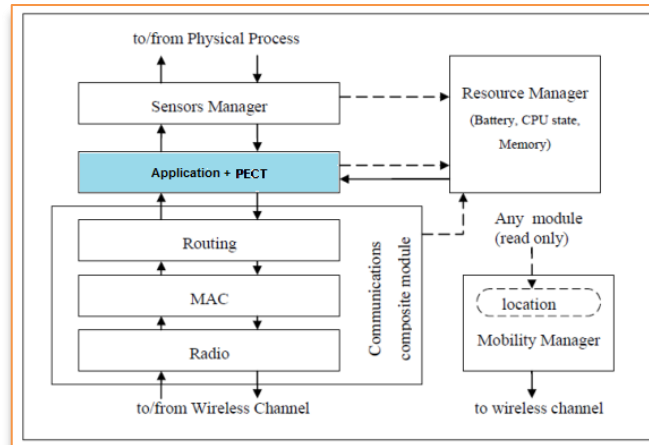 to/from Physical Process
Sensors Manager
Resource Manager
(Battery, CPU state,
Memory)
Application + PECT
Routing
MAC
Radio
Communications
composite module
Any module
(read only)
location
Mobility Manager
to/from Wireless Channel
to wireless channel